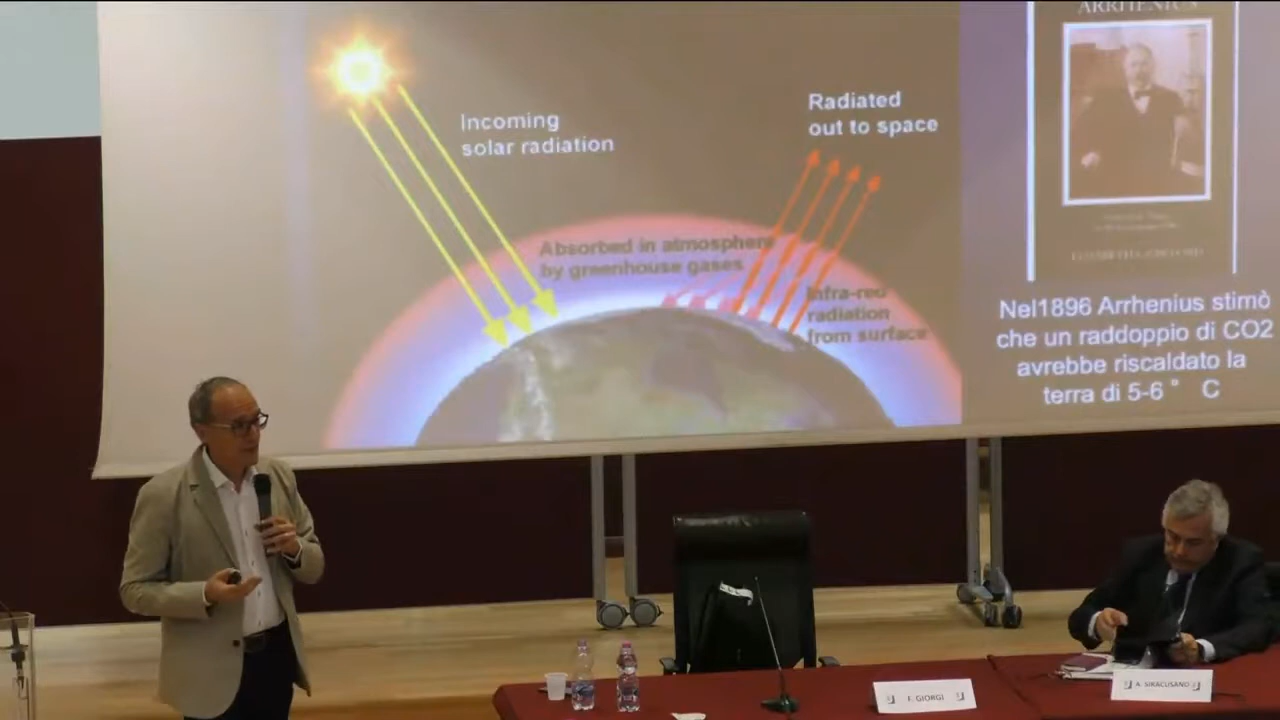 ARRHENIUS
Incoming
solar radiation
Radiated
out to space
Absorbed in atmosphere
by greenhouse gases
Infra-red
radiation
from surface
Nel1896 Arrhenius stimò
che un raddoppio di CO2
avrebbe riscaldato la
terra di 5-6 ° C
F. GIORGI
A. SIRACUSANO